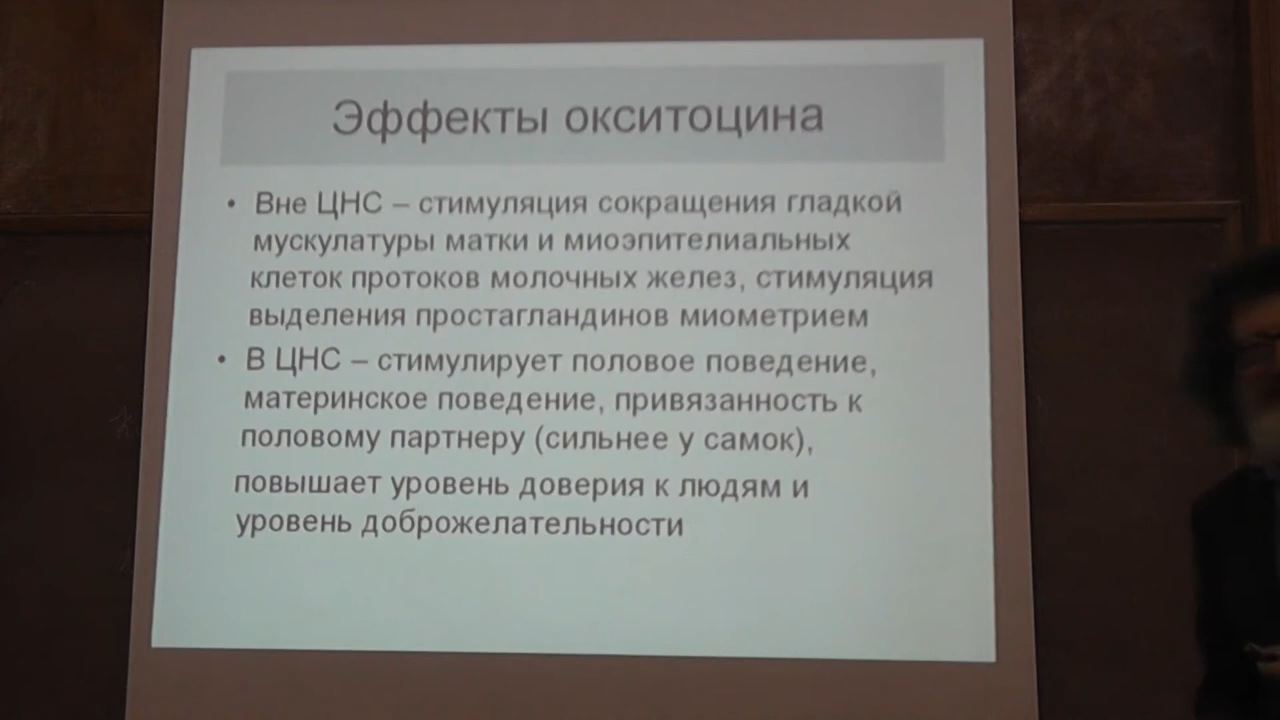 Эффекты окситоцина
• Вне ЦНС – стимуляция сокращения гладкой
мускулатуры матки и миоэпителиальных
клеток протоков молочных желез, стимуляция
выделения простагландинов миометрием
• В ЦНС – стимулирует половое поведение,
материнское поведение, привязанность к
половому партнеру (сильнее у самок),
повышает уровень доверия к людям и
уровень доброжелательности